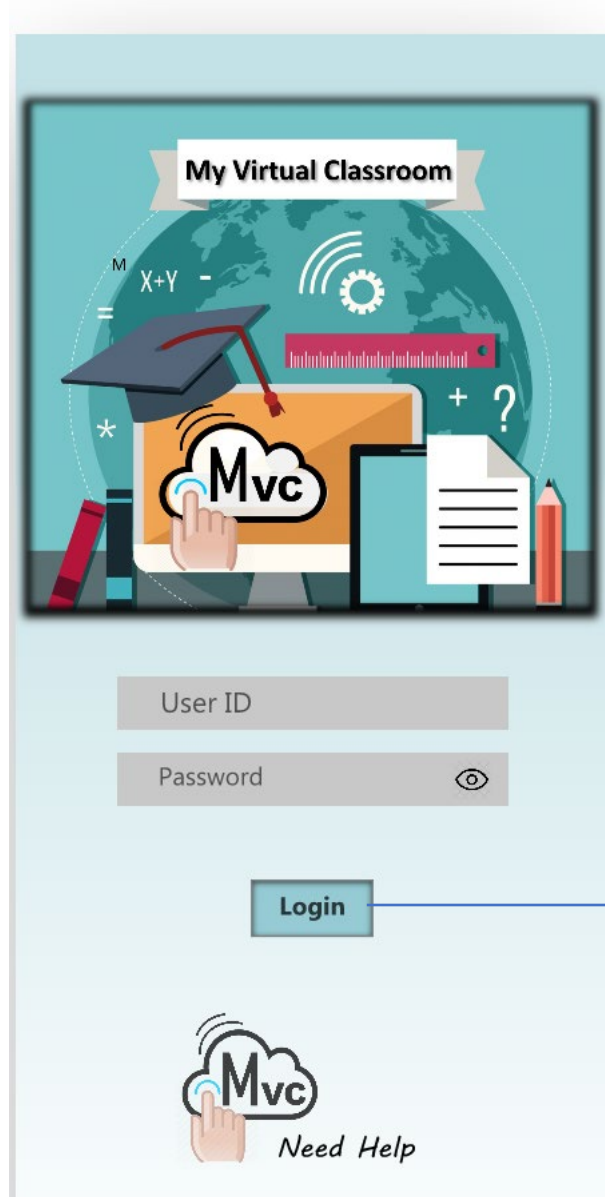 My Virtual Classroom
M
X+Y -
=
+ ?
*
Mvc
User ID
Password
Login
Mvc
Need Help